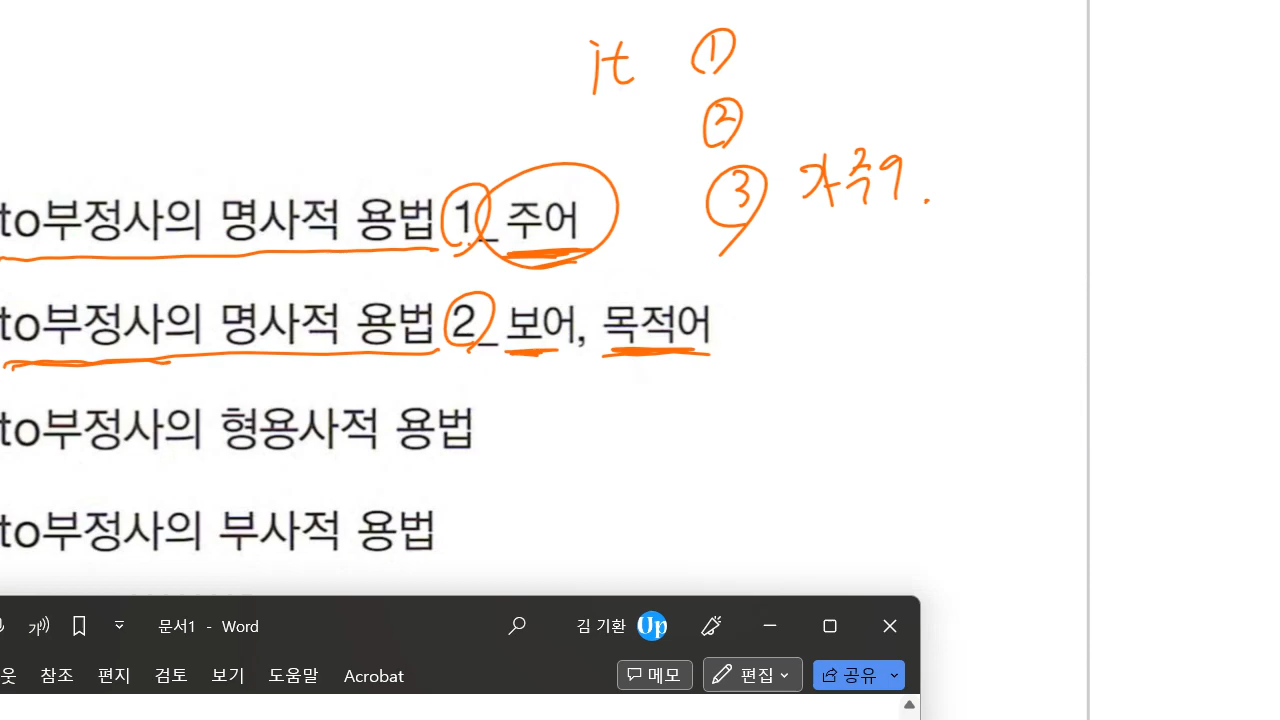 it ①
②
③ 가주어.
to부정사의 명사적 용법 1_ 주어
to부정사의 명사적 용법 2_ 보어, 목적어
to부정사의 형용사적 용법
to부정사의 부사적 용법
가)) 문서1 - Word 김 기환 Up
참조 편지 검토 보기 도움말 Acrobat 메모 편집 공유